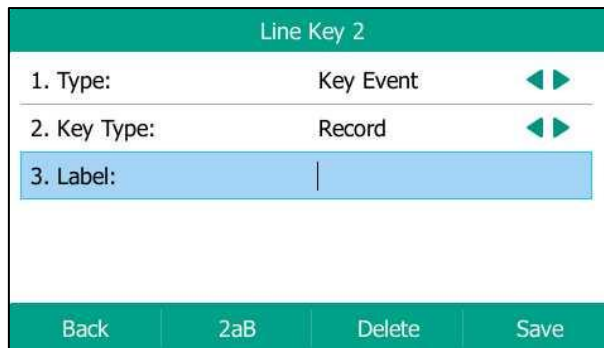 Line Key 2
1. Type: Key Event
2. Key Type: Record
3. Label:
Back 2aB Delete Save